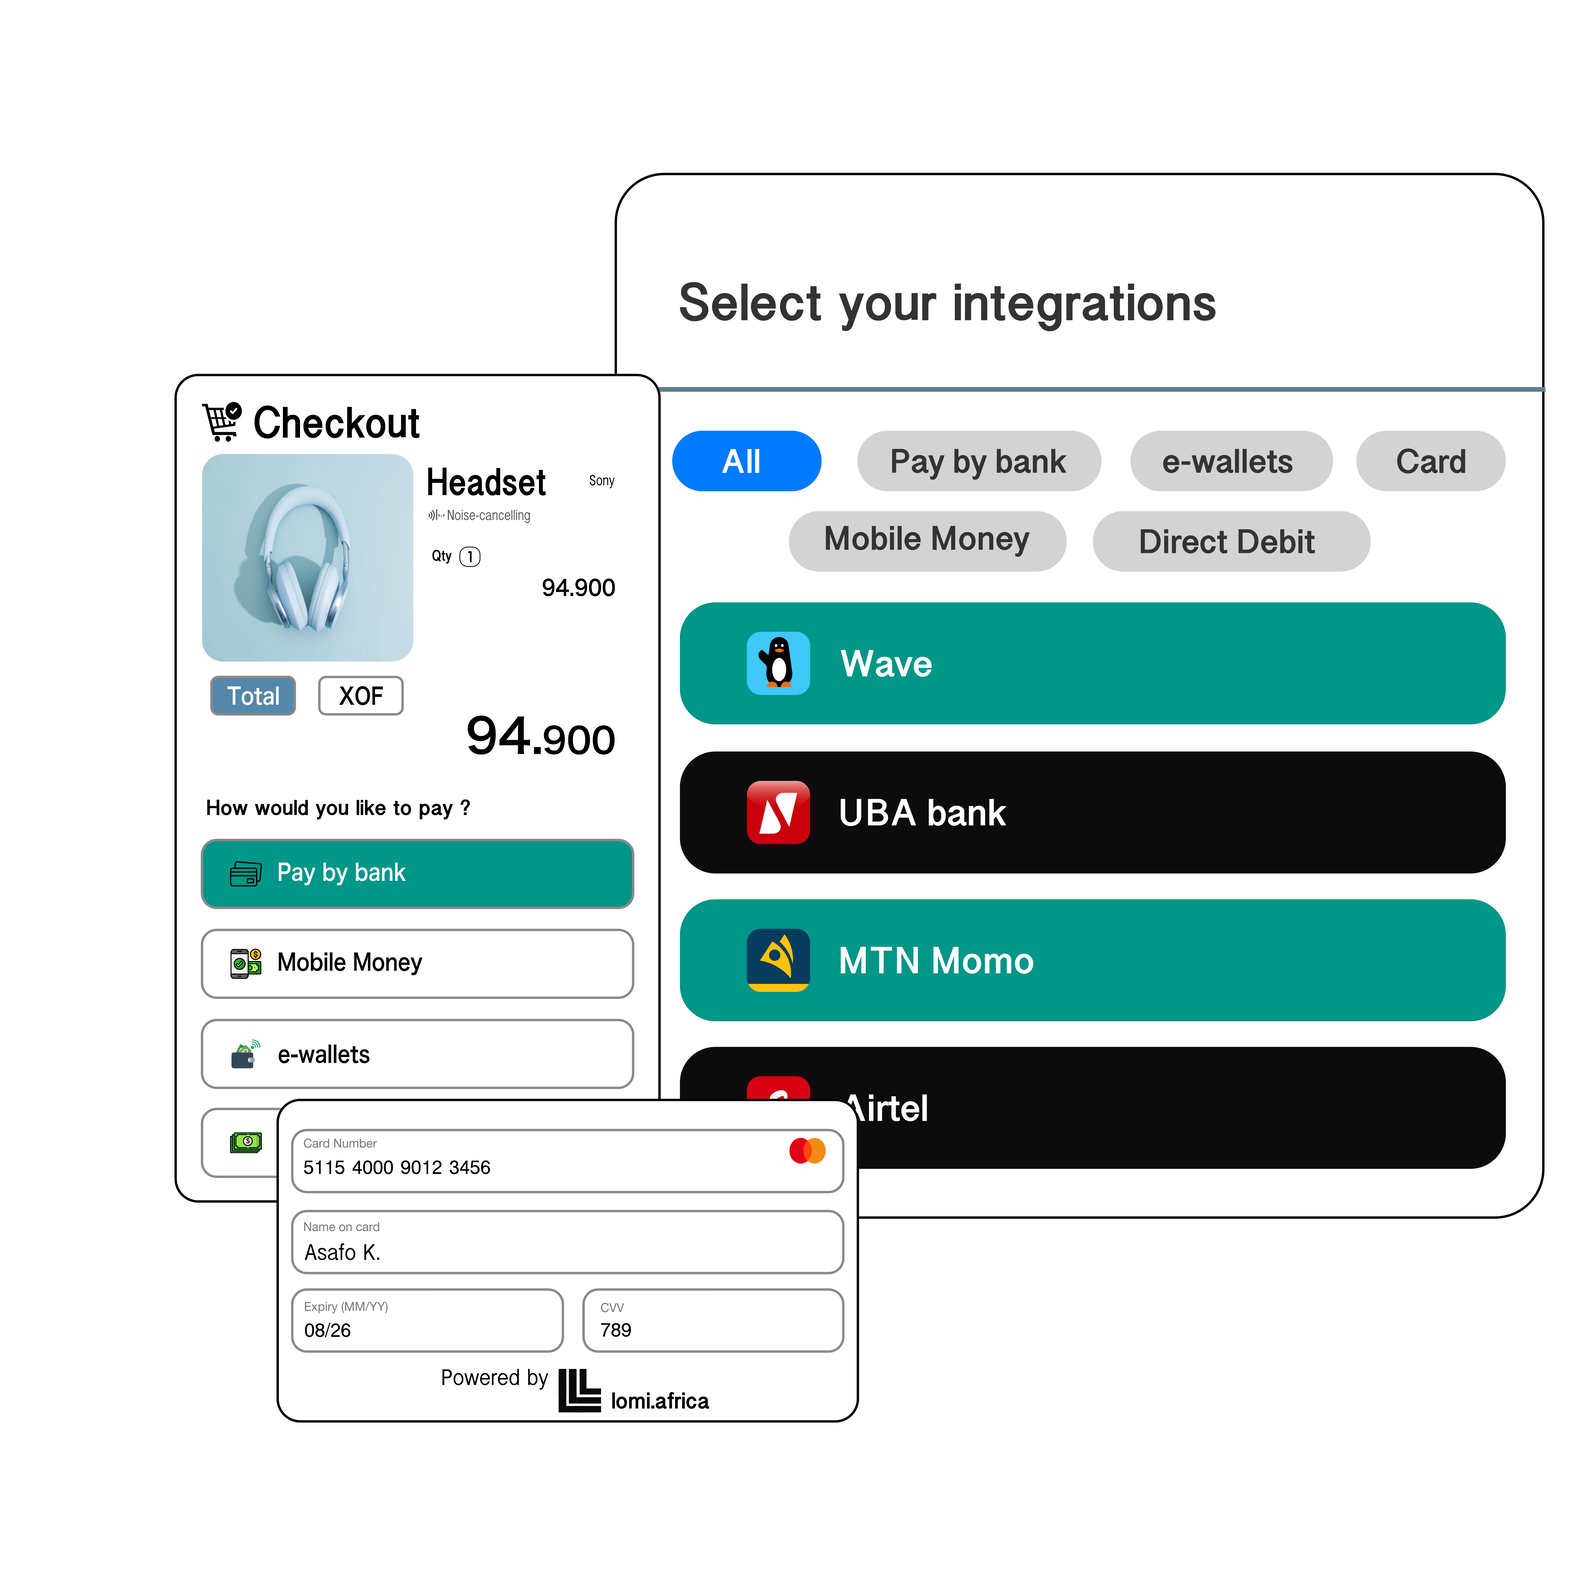 Select your integrations
All
Pay by bank
e-wallets
Card
Mobile Money
Direct Debit
Wave
UBA bank
MTN Momo
Airtel
Checkout
Headset
Sony
Noise-cancelling
Qty 1
94.900
Total
XOF
94.900
How would you like to pay ?
Pay by bank
Mobile Money
e-wallets
Card Number
5115 4000 9012 3456
Name on card
Asafo K.
Expiry (MM/YY)
08/26
CVV
789
Powered by
lomi.africa